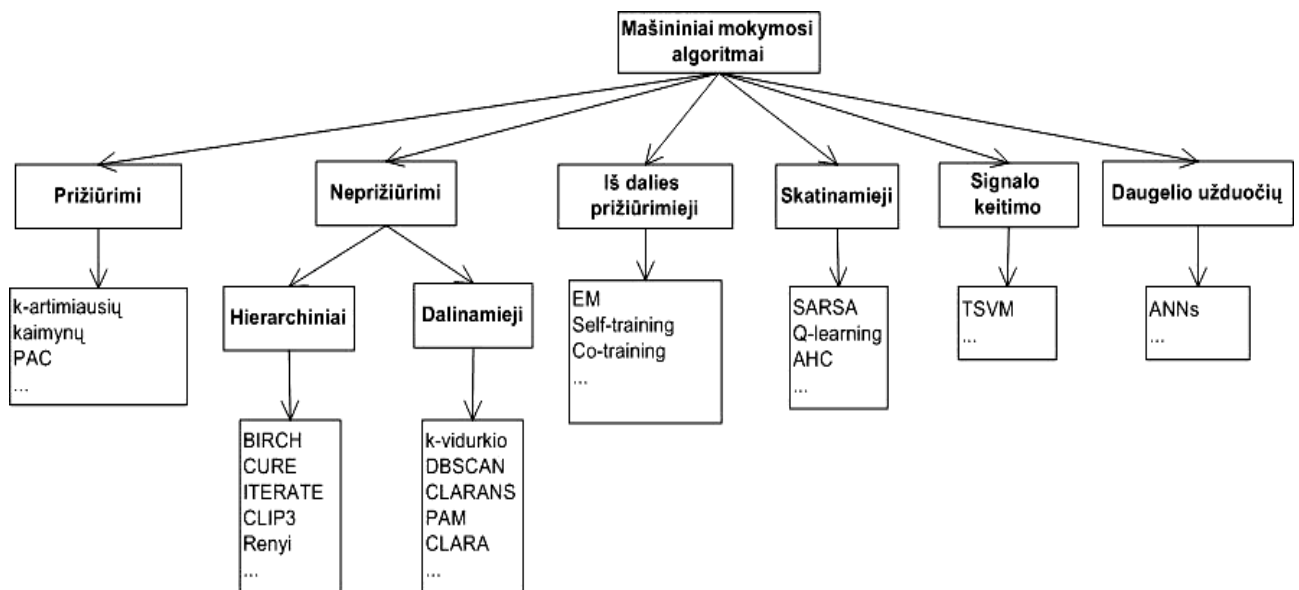 Mašininiai mokymosi
algoritmai
Prižiūrimi
Neprižiūrimi
Iš dalies
prižiūrimieji
Skatinamieji
Signalo
keitimo
Daugelio užduočių
k-artimiausių
kaimynų
PAC
...
Hierarchiniai
Dalinamieji
EM
Self-training
Co-training
...
SARSA
Q-learning
AHC
...
TSVM
...
ANNs
...
BIRCH
CURE
ITERATE
CLIP3
Renyi
...
k-vidurkio
DBSCAN
CLARANS
PAM
CLARA
...